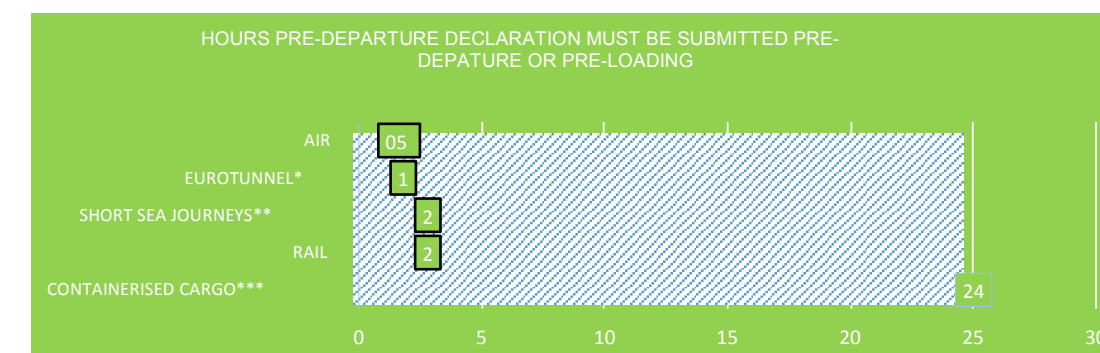 HOURS PRE-DEPARTURE DECLARATION MUST BE SUBMITTED PRE-
DEPATURE OR PRE-LOADING
AIR 05
EUROTUNNEL* 1
SHORT SEA JOURNEYS** 2
RAIL 2
CONTAINERISED CARGO*** 24
0 5 10 15 20 25 30